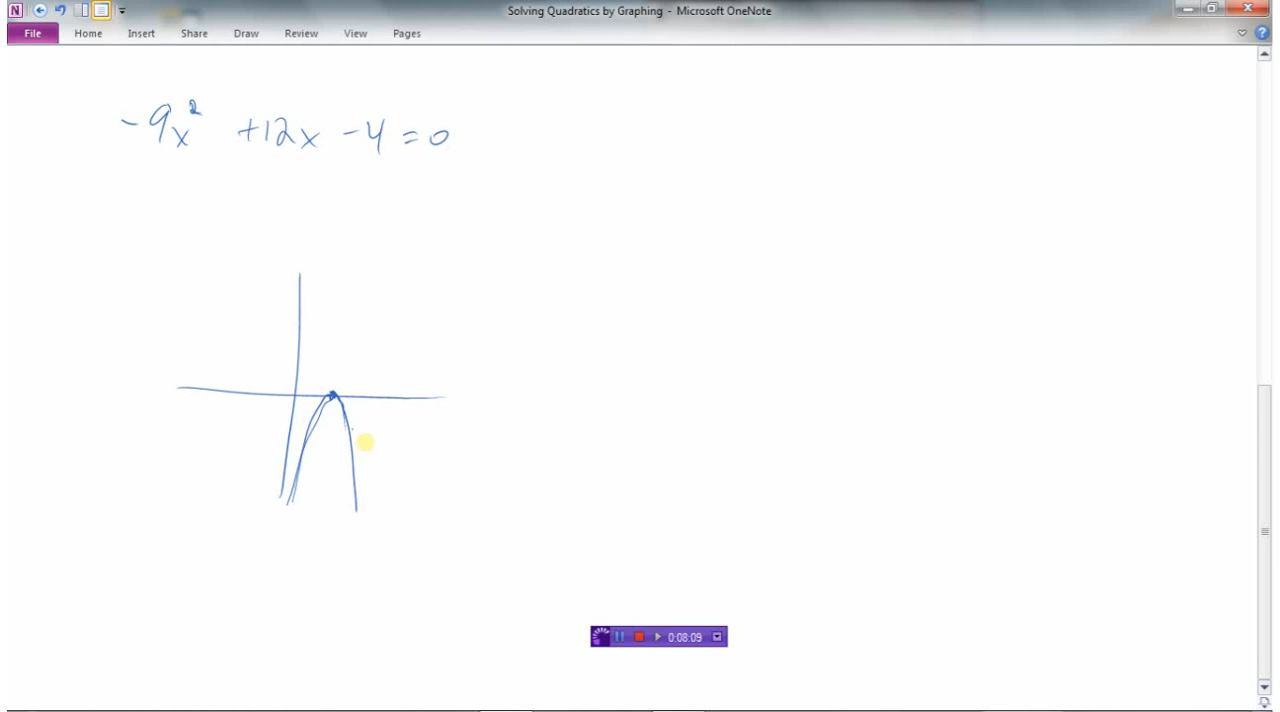 Solving Quadratics by Graphing - Microsoft OneNote
File Home Insert Share Draw Review View Pages
-9x² +12x -4 = 0
0:08:09